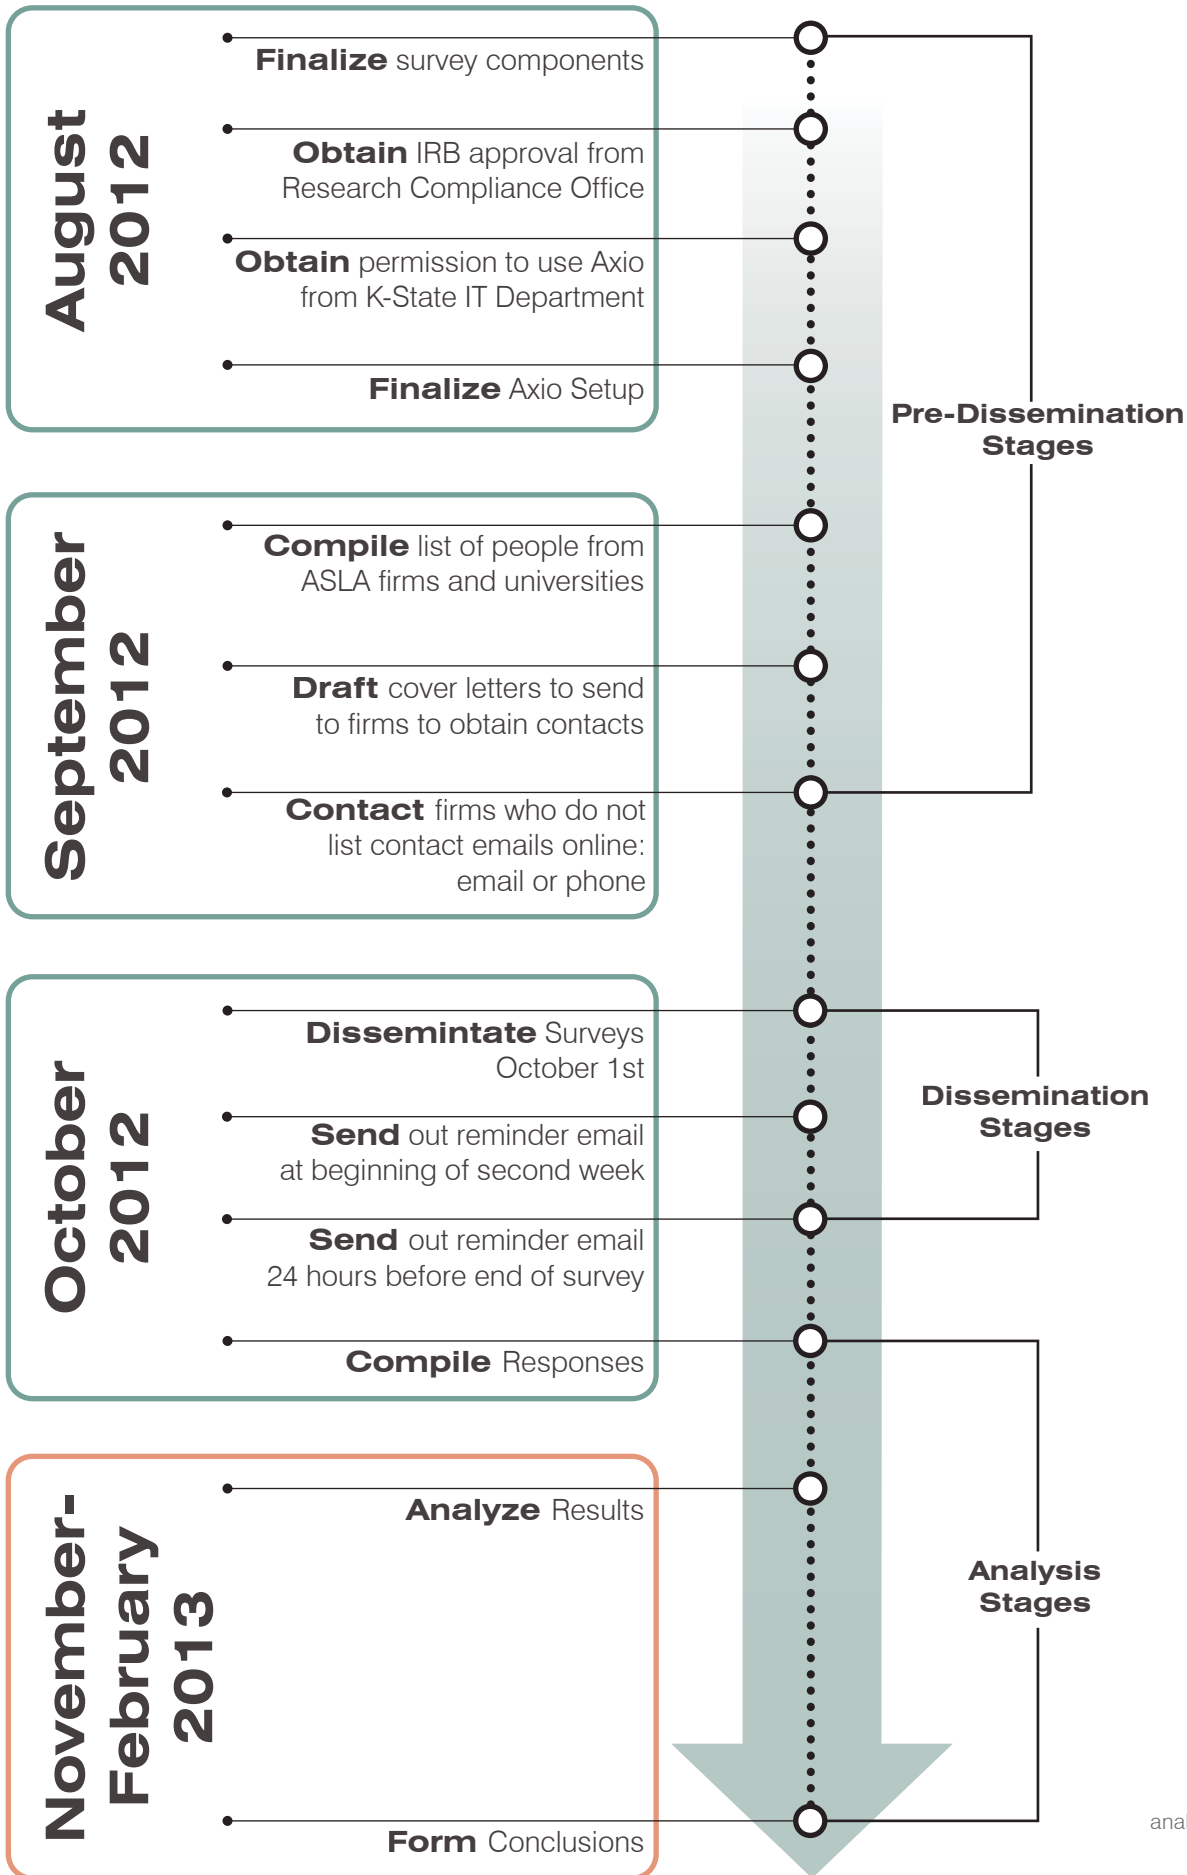 August
2012
Finalize survey components
Obtain IRB approval from
Research Compliance Office
Obtain permission to use Axio
from K-State IT Department
Finalize Axio Setup
Pre-Dissemination
Stages
September
2012
Compile list of people from
ASLA firms and universities
Draft cover letters to send
to firms to obtain contacts
Contact firms who do not
list contact emails online:
email or phone
October
2012
Dissemintate Surveys
October 1st
Send out reminder email
at beginning of second week
Send out reminder email
24 hours before end of survey
Compile Responses
Dissemination
Stages
November-
February
2013
Analyze Results
Form Conclusions
Analysis
Stages